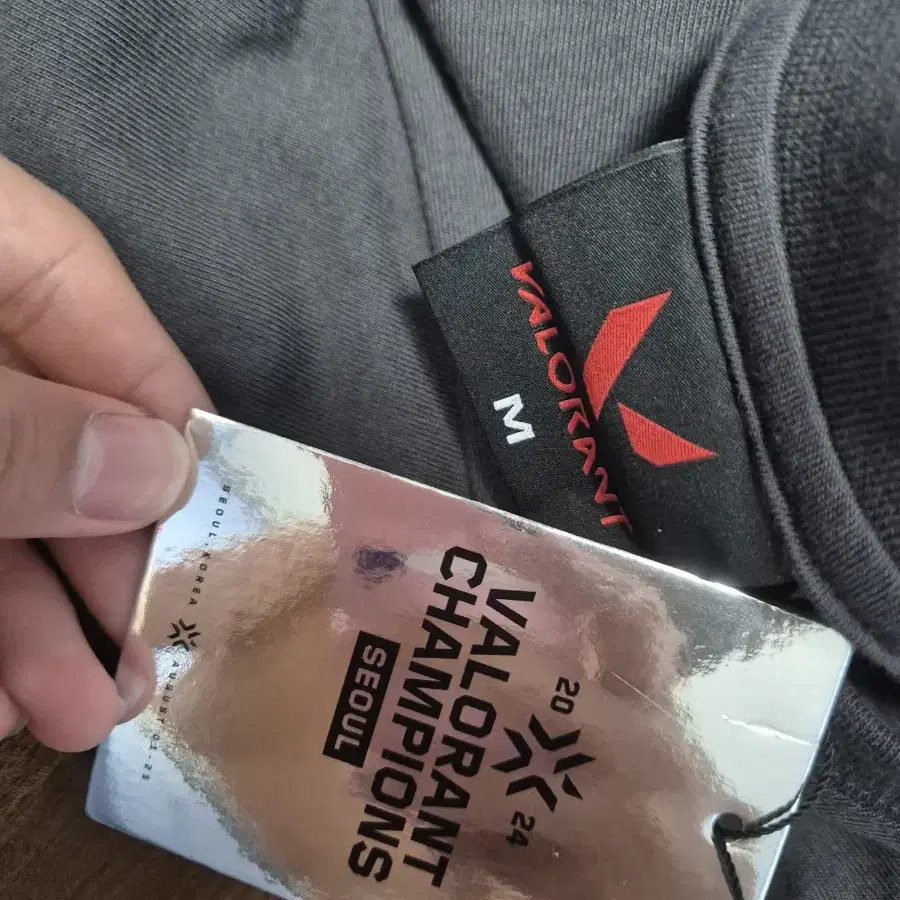 VALORANT
M
20 24
VALORANT
CHAMPIONS
SEOUL
SEOUL KOREA AUGUST 01-25